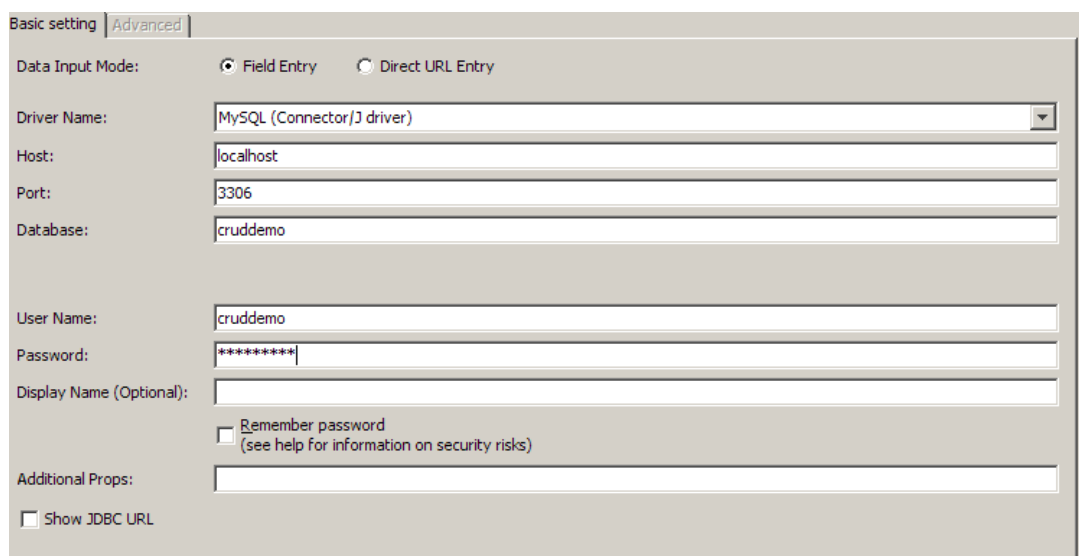 Basic setting Advanced
Data Input Mode: Field Entry Direct URL Entry
Driver Name: MySQL (Connector/J driver)
Host: localhost
Port: 3306
Database: cruddemo
User Name: cruddemo
Password: *********
Display Name (Optional):
Remember password
(see help for information on security risks)
Additional Props:
Show JDBC URL